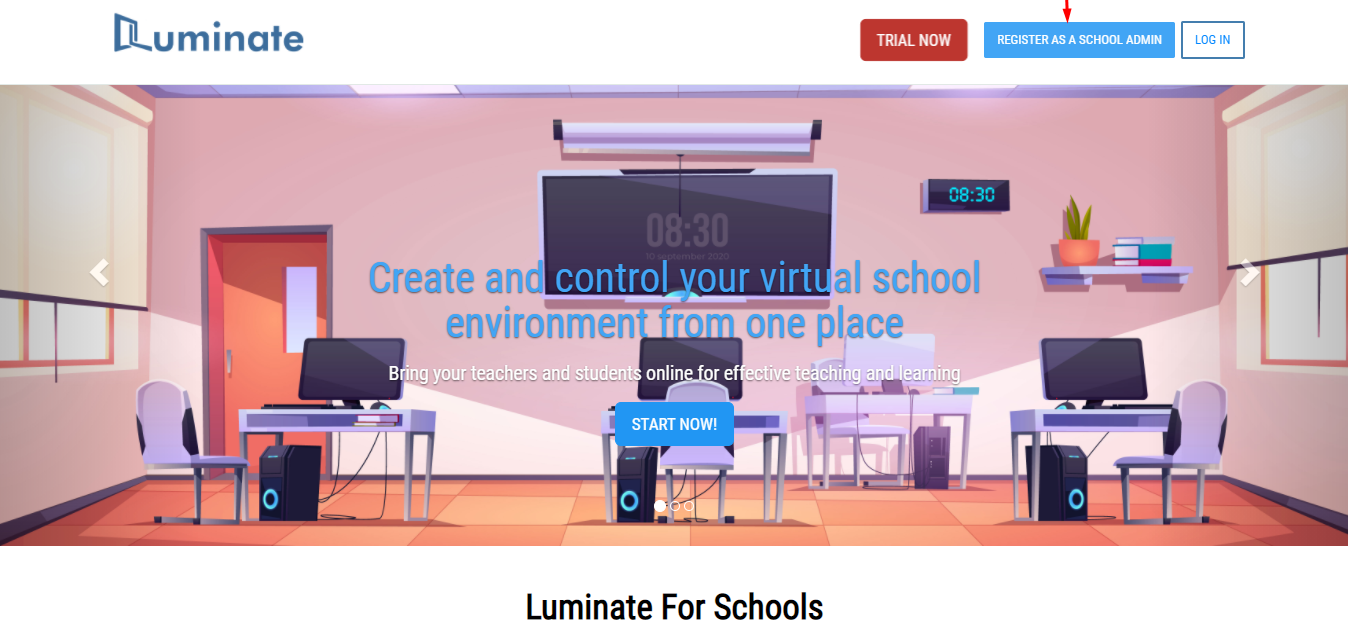 Luminate
TRIAL NOW
REGISTER AS A SCHOOL ADMIN
LOG IN
08:30
08:30
10 september 2020
Create and control your virtual school
environment from one place
Bring your teachers and students online for effective teaching and learning
START NOW!
Luminate For Schools